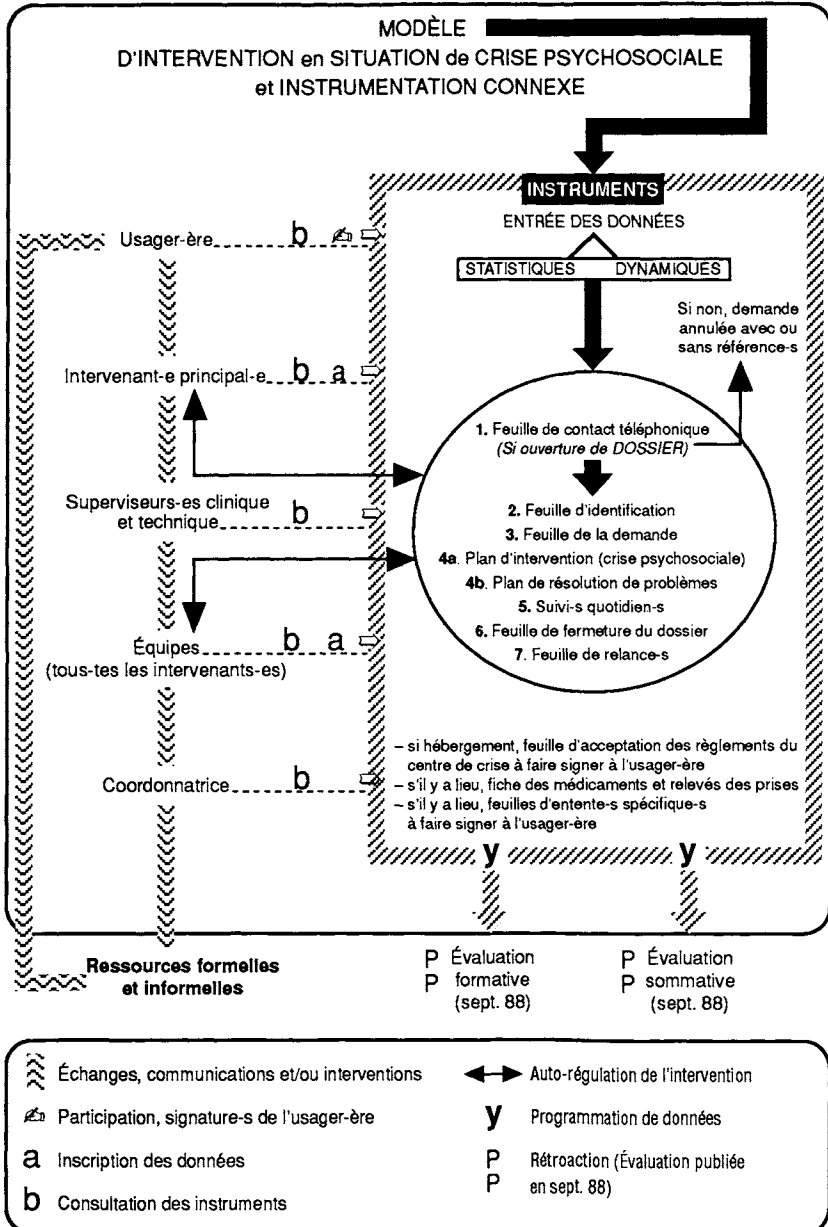 MODÈLE
D'INTERVENTION en SITUATION de CRISE PSYCHOSOCIALE
et INSTRUMENTATION CONNEXE
INSTRUMENTS
ENTRÉE DES DONNÉES
STATISTIQUES DYNAMIQUES
Usager-ère b
Si non, demande
annulée avec ou
sans référence-s
Intervenant-e principal-e b a
1. Feuille de contact téléphonique
(Si ouverture de DOSSIER)
Superviseurs-es clinique
et technique b
2. Feuille d'identification
3. Feuille de la demande
4a. Plan d'intervention (crise psychosociale)
4b. Plan de résolution de problèmes
5. Suivi-s quotidien-s
6. Feuille de fermeture du dossier
7. Feuille de relance-s
Équipes b a
(tous-tes les intervenants-es)
Coordonnatrice b
– si hébergement, feuille d'acceptation des règlements du
centre de crise à faire signer à l'usager-ère
– s'il y a lieu, fiche des médicaments et relevés des prises
– s'il y a lieu, feuilles d'entente-s spécifique-s
à faire signer à l'usager-ère
y y
Ressources formelles
et informelles
P Évaluation
P formative
(sept. 88)
P Évaluation
P sommative
(sept. 88)
Échanges, communications et/ou interventions
Participation, signature-s de l'usager-ère
a Inscription des données
b Consultation des instruments
Auto-régulation de l'intervention
y Programmation de données
P Rétroaction (Évaluation publiée
P en sept. 88)